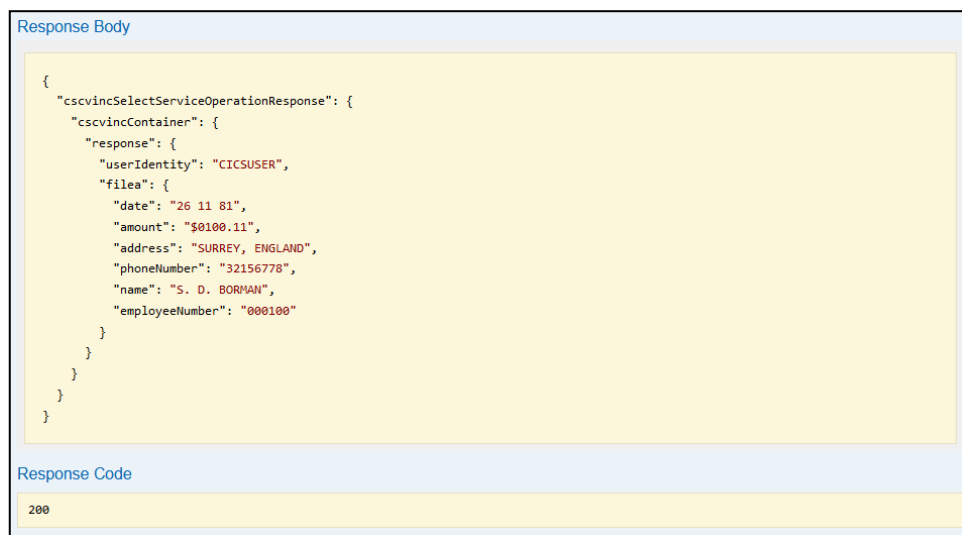 Response Body
{
  "cscvincSelectServiceOperationResponse": {
    "cscvincContainer": {
      "response": {
        "userIdentity": "CICSUSER",
        "filea": {
          "date": "26 11 81",
          "amount": "$0100.11",
          "address": "SURREY, ENGLAND",
          "phoneNumber": "32156778",
          "name": "S. D. BORMAN",
          "employeeNumber": "000100"
        }
      }
    }
  }
}
Response Code
200